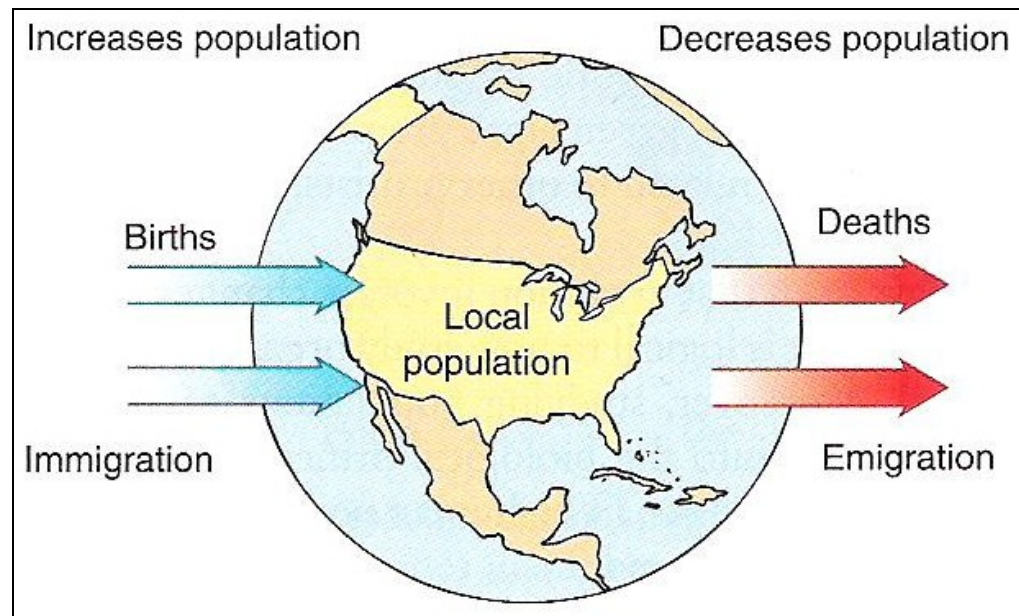 Increases population
Decreases population
Births
Deaths
Local
population
Immigration
Emigration